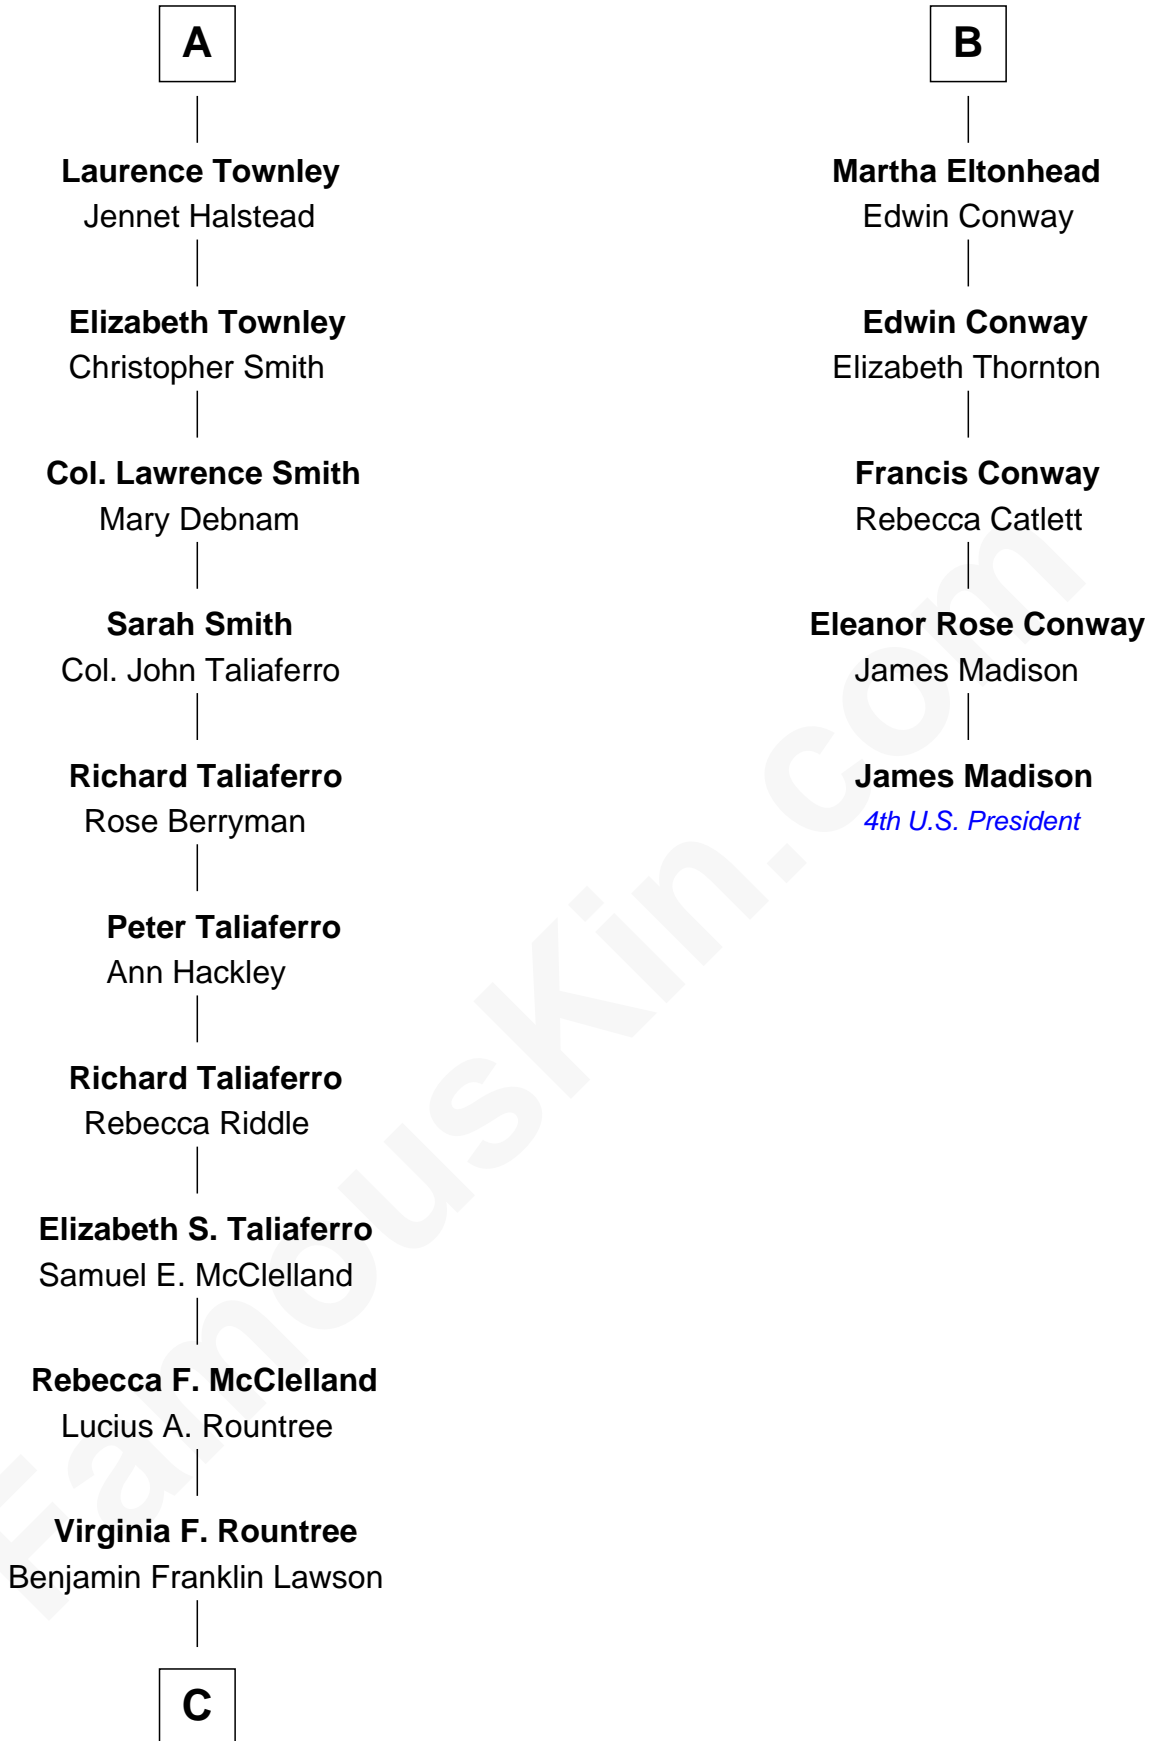 A
Laurence Townley
Jennet Halstead
Elizabeth Townley
Christopher Smith
Col. Lawrence Smith
Mary Debnam
Sarah Smith
Col. John Taliaferro
Richard Taliaferro
Rose Berryman
Peter Taliaferro
Ann Hackley
Richard Taliaferro
Rebecca Riddle
Elizabeth S. Taliaferro
Samuel E. McClelland
Rebecca F. McClelland
Lucius A. Rountree
Virginia F. Rountree
Benjamin Franklin Lawson
C
B
Martha Eltonhead
Edwin Conway
Edwin Conway
Elizabeth Thornton
Francis Conway
Rebecca Catlett
Eleanor Rose Conway
James Madison
James Madison
4th U.S. President
FamousKin.com